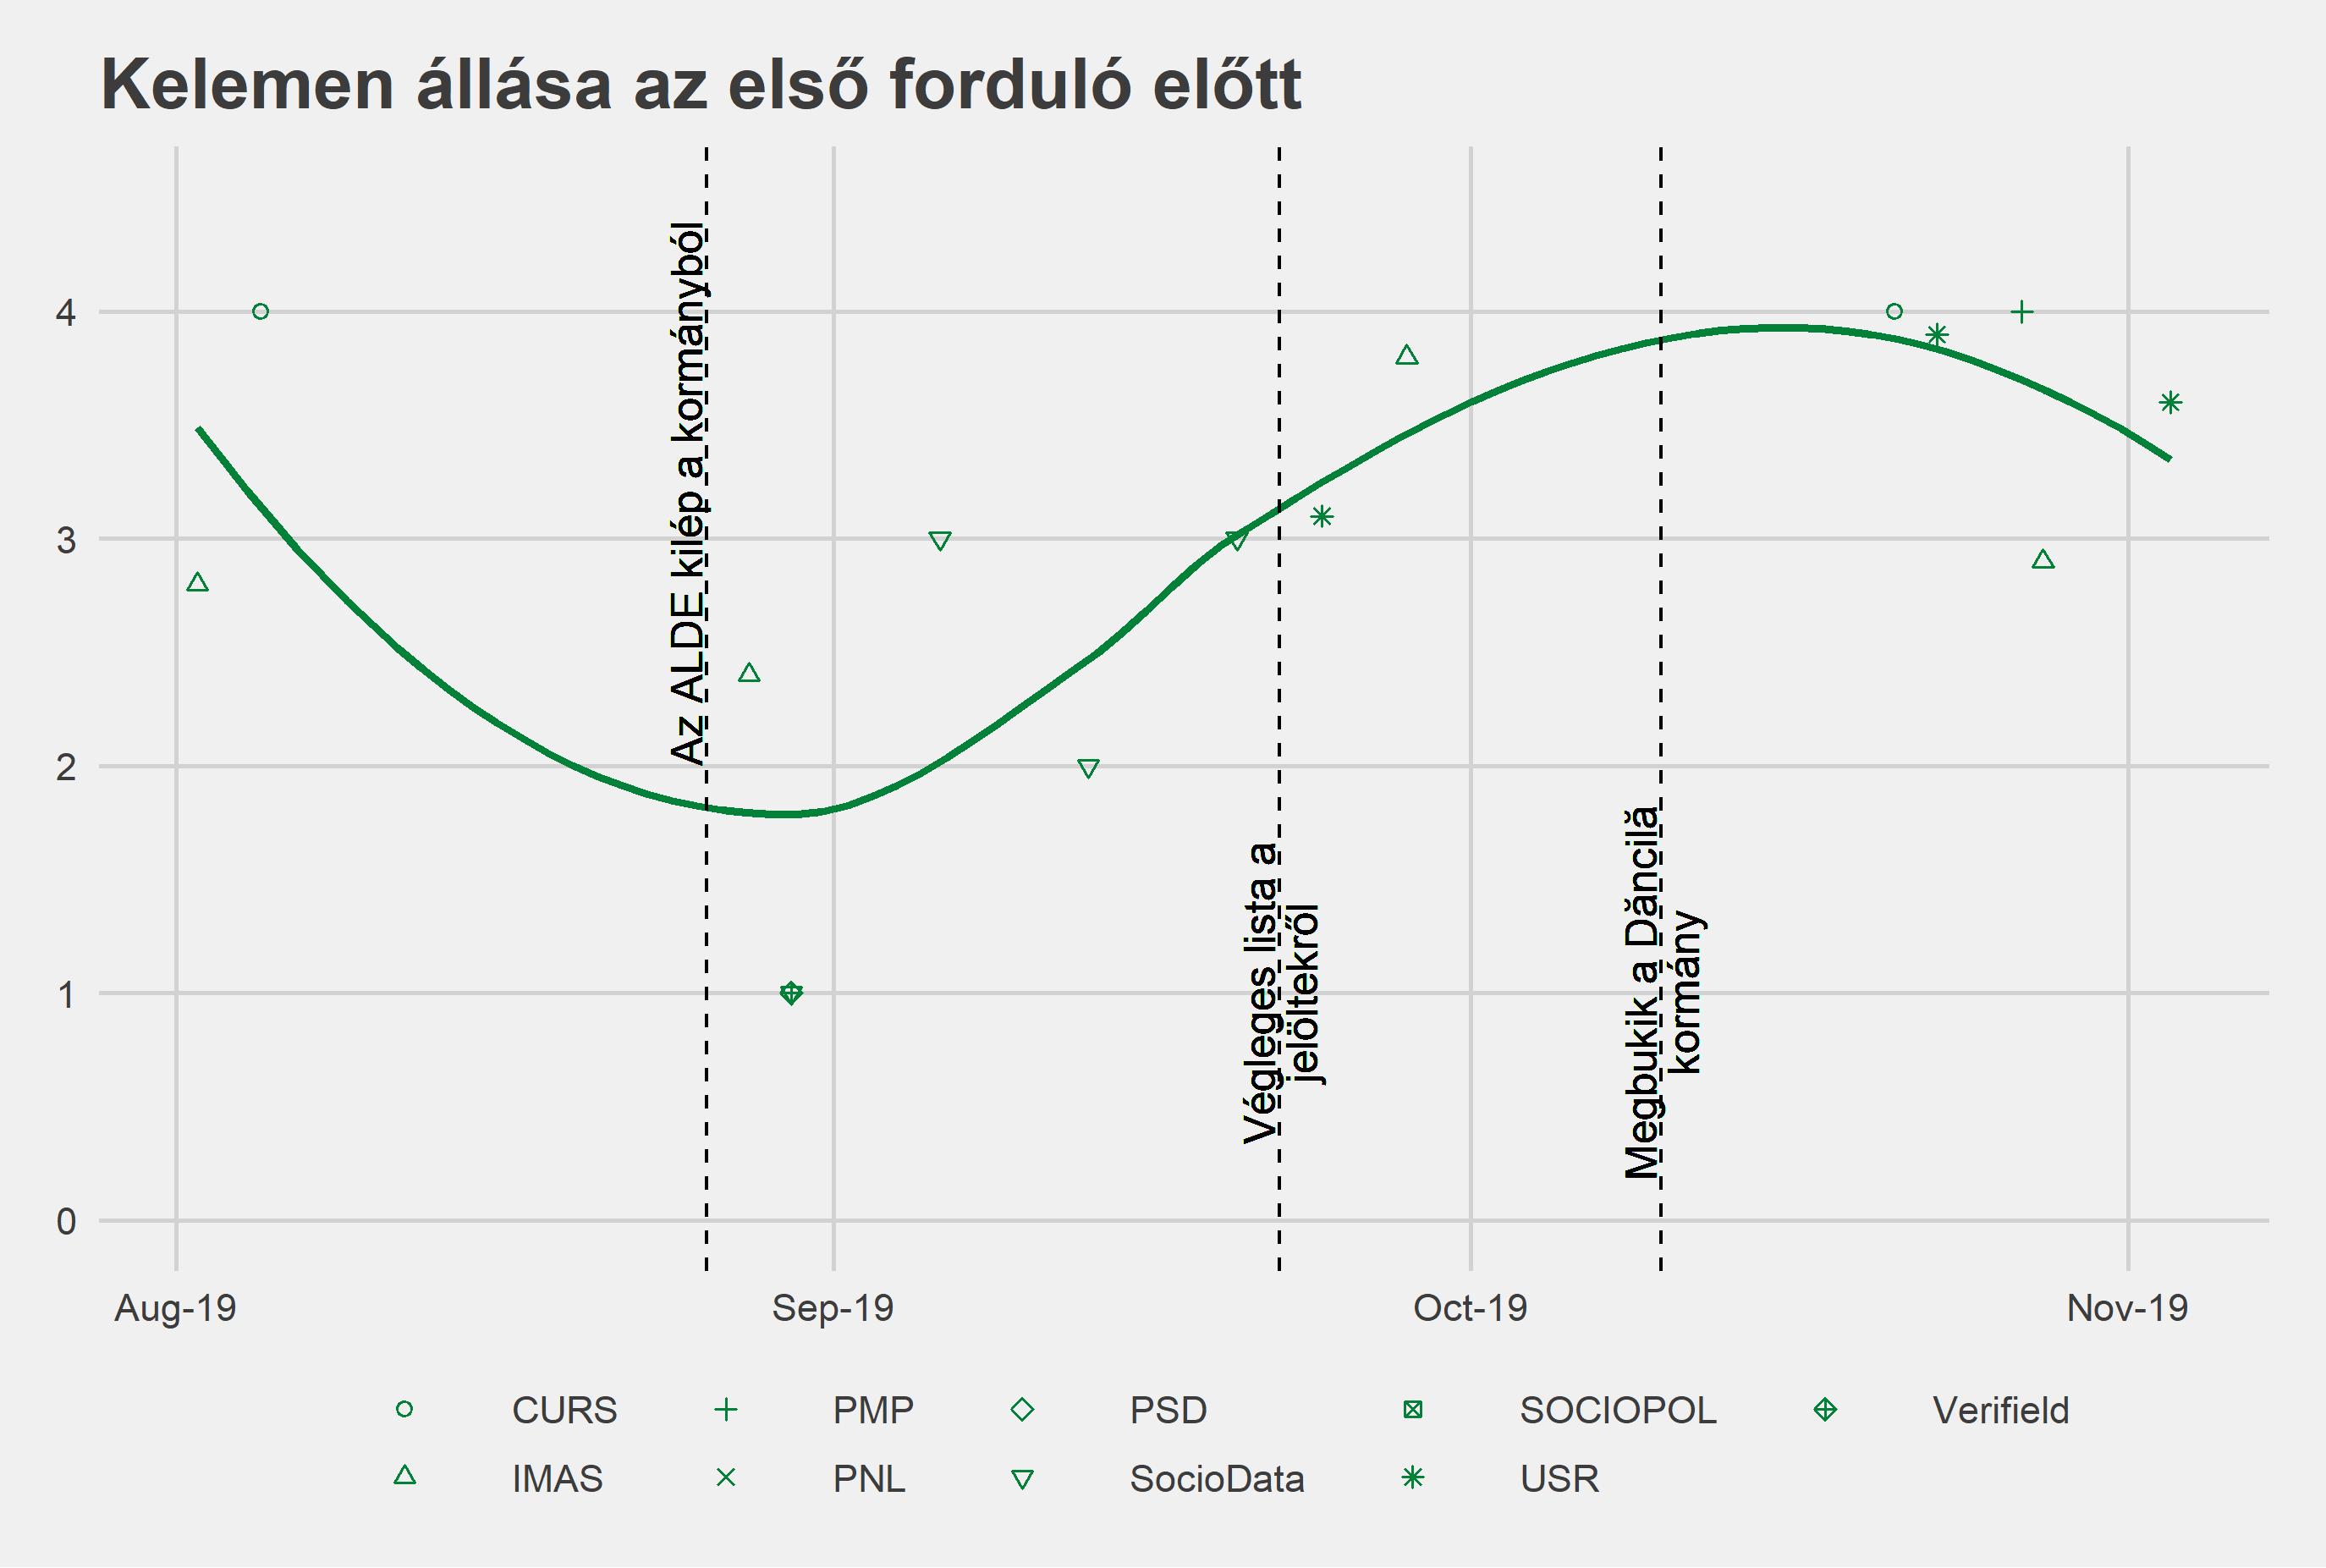 Kelemen állása az első forduló előtt
4
3
2
1
0
Az ALDE kilép a kormányból
Végleges lista a
jelöltekről
Megbukik a Dăncilă
kormány
Aug-19
Sep-19
Oct-19
Nov-19
CURS
PMP
PSD
SOCIOPOL
Verifield
IMAS
PNL
SocioData
USR